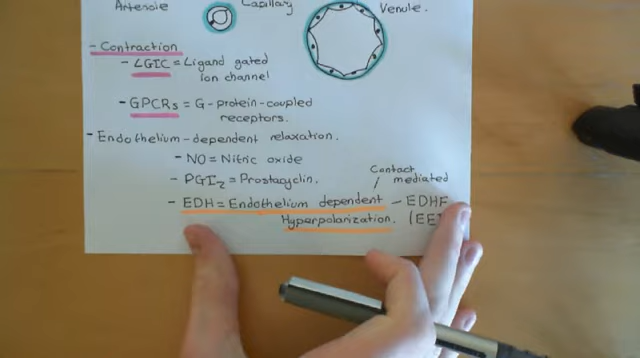 Arteriole Capillary Venule.
- Contraction
- LGIC = Ligand gated
ion channel
- GPCRs = G-protein-coupled
receptors.
- Endothelium-dependent relaxation.
- NO = Nitric oxide
- PGI2 = Prostacyclin.
Contact
mediated
- EDH = Endothelium dependent - EDHF
Hyperpolarization. (EE